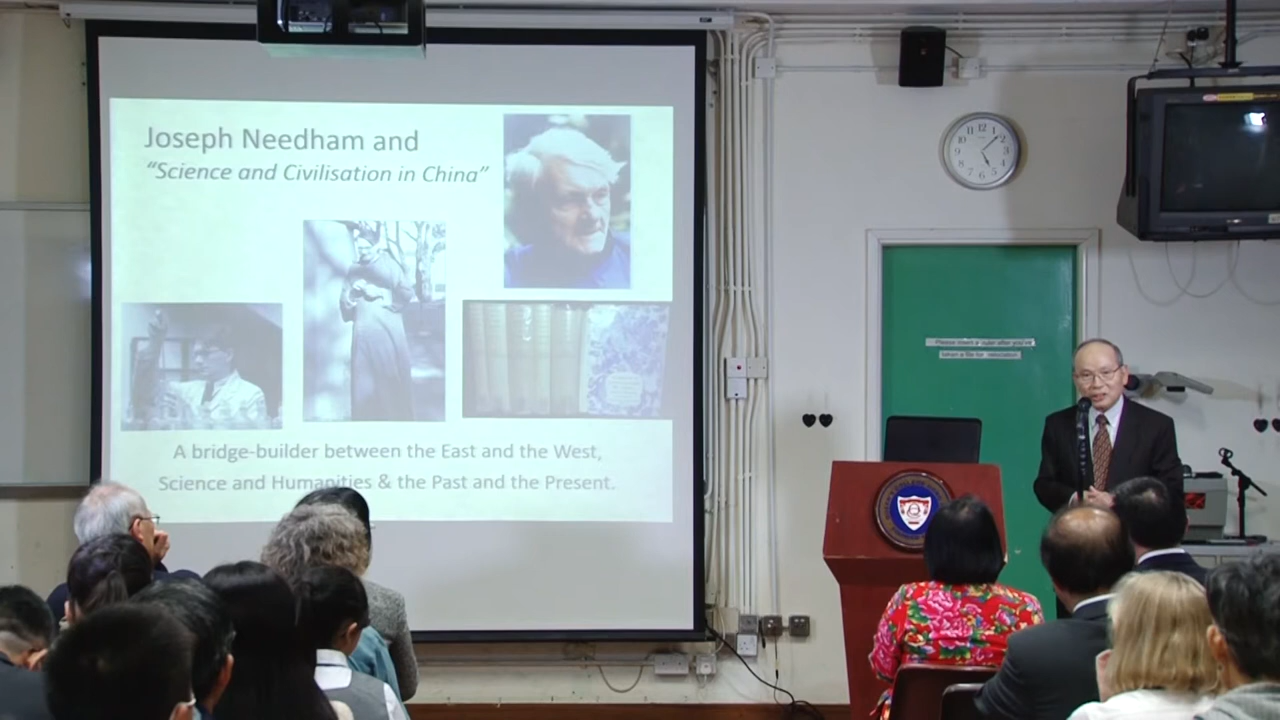 Joseph Needham and
“Science and Civilisation in China”
A bridge-builder between the East and the West,
Science and Humanities & the Past and the Present.
12